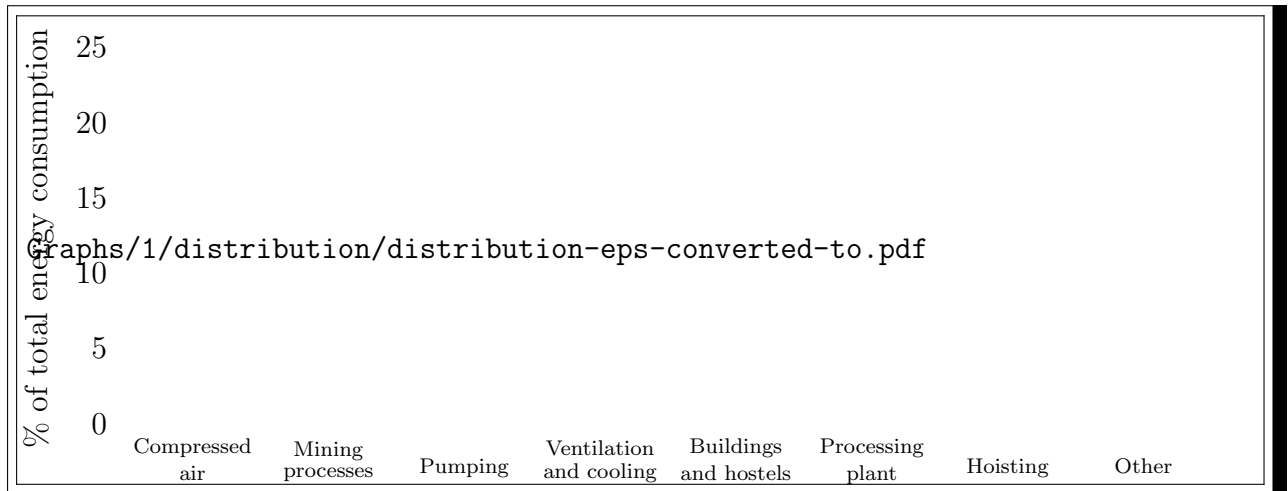 % of total energy consumption
25
20
15
10
5
0
Graphs/1/distribution/distribution-eps-converted-to.pdf
Compressed
air
Mining
processes
Pumping
Ventilation
and cooling
Buildings
and hostels
Processing
plant
Hoisting
Other